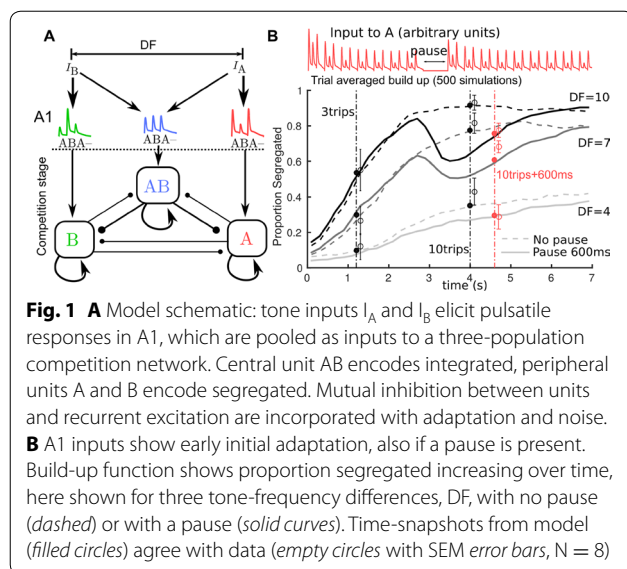 A
DF
I_B
I_A
A1
ABA– ABA– ABA–
Competition stage
AB
B
A
B
Input to A (arbitrary units)
pause
Trial averaged build up (500 simulations)
Proportion Segregated
1
0.8
0.6
0.4
0.2
0
3trips
10trips
10trips+600ms
DF=10
DF=7
DF=4
No pause
Pause 600ms
0 1 2 3 4 5 6 7
time (s)
Fig. 1 A Model schematic: tone inputs I_A and I_B elicit pulsatile
responses in A1, which are pooled as inputs to a three-population
competition network. Central unit AB encodes integrated, peripheral
units A and B encode segregated. Mutual inhibition between units
and recurrent excitation are incorporated with adaptation and noise.
B A1 inputs show early initial adaptation, also if a pause is present.
Build-up function shows proportion segregated increasing over time,
here shown for three tone-frequency differences, DF, with no pause
(dashed) or with a pause (solid curves). Time-snapshots from model
(filled circles) agree with data (empty circles with SEM error bars, N = 8)